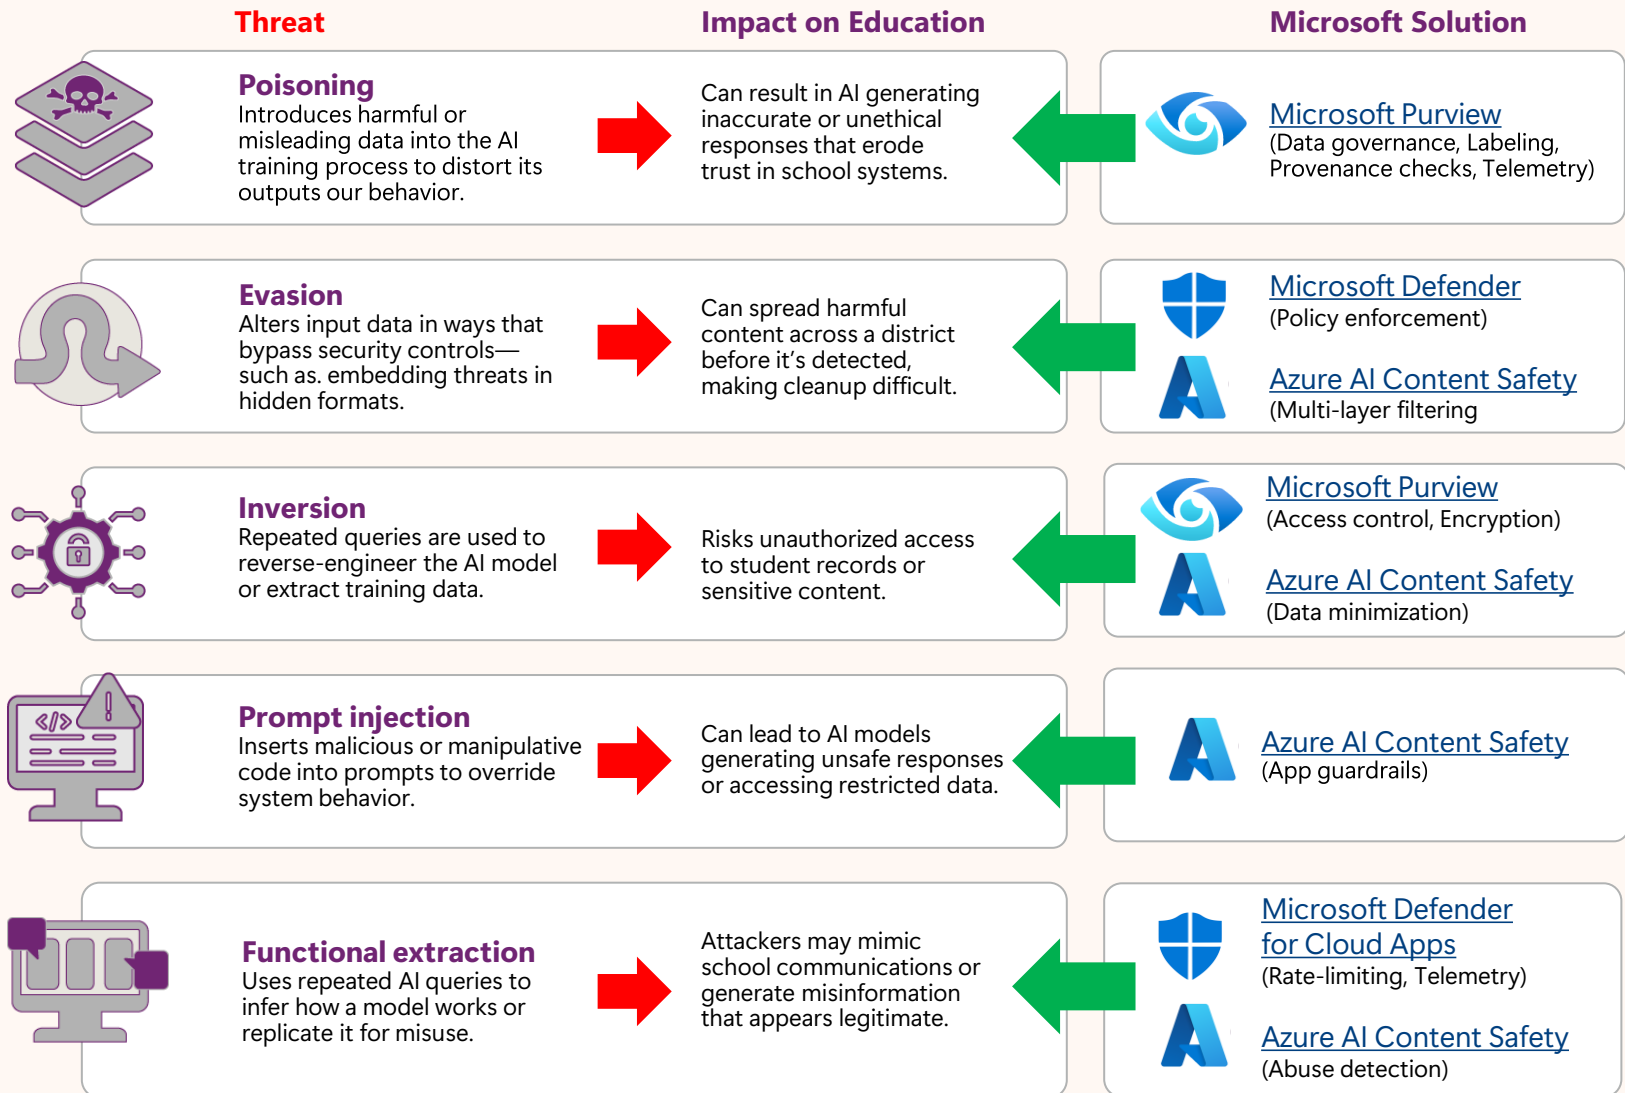 Threat
Impact on Education
Microsoft Solution
Poisoning
Introduces harmful or
misleading data into the AI
training process to distort its
outputs our behavior.
Can result in AI generating
inaccurate or unethical
responses that erode
trust in school systems.
Microsoft Purview
(Data governance, Labeling,
Provenance checks, Telemetry)
Evasion
Alters input data in ways that
bypass security controls—
such as. embedding threats in
hidden formats.
Can spread harmful
content across a district
before it's detected,
making cleanup difficult.
Microsoft Defender
(Policy enforcement)
Azure AI Content Safety
(Multi-layer filtering
Inversion
Repeated queries are used to
reverse-engineer the AI model
or extract training data.
Risks unauthorized access
to student records or
sensitive content.
Microsoft Purview
(Access control, Encryption)
Azure AI Content Safety
(Data minimization)
</>
!
Prompt injection
Inserts malicious or manipulative
code into prompts to override
system behavior.
Can lead to AI models
generating unsafe responses
or accessing restricted data.
Azure AI Content Safety
(App guardrails)
Functional extraction
Uses repeated AI queries to
infer how a model works or
replicate it for misuse.
Attackers may mimic
school communications or
generate misinformation
that appears legitimate.
Microsoft Defender
for Cloud Apps
(Rate-limiting, Telemetry)
Azure AI Content Safety
(Abuse detection)